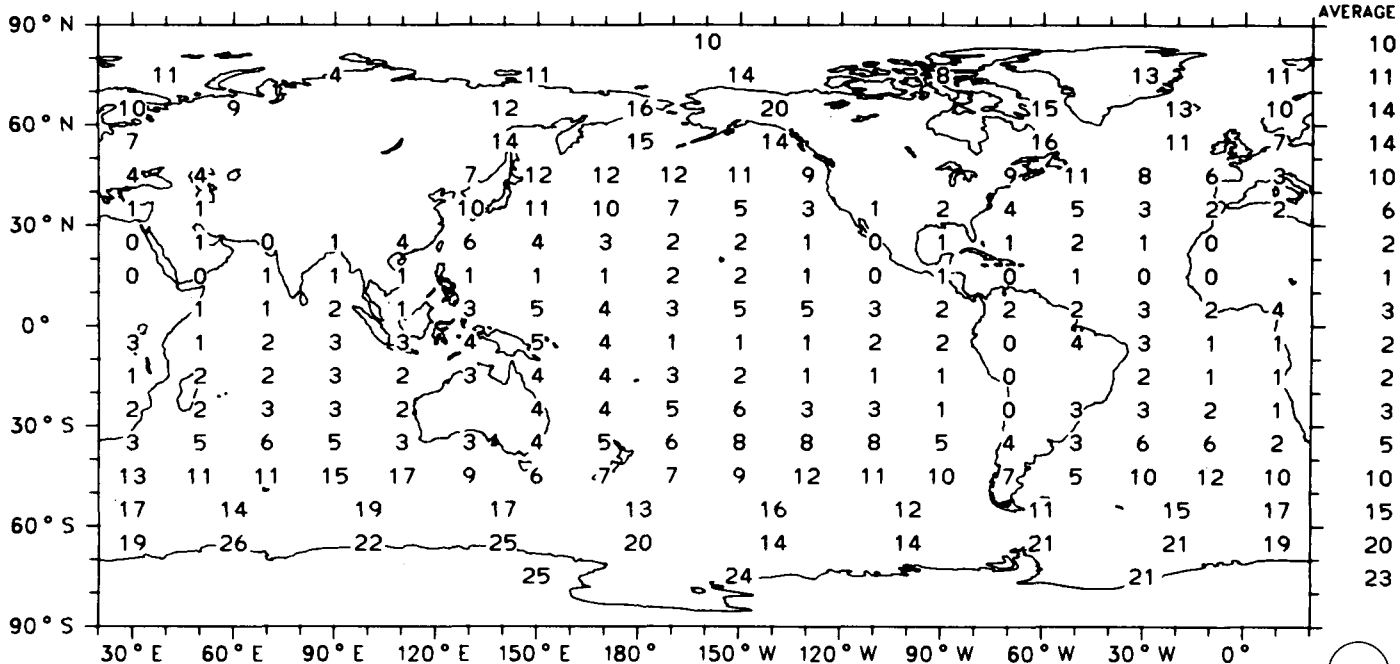 AVERAGE
90° N
10 10
11 4 11 14 8 13 11 11
10 9 12 16 20 15 13 10 14
60° N
7 14 15 14 16 11 7 14
4 4 7 12 12 12 11 9 9 11 8 6 3 10
1 1 10 11 10 7 5 3 1 2 4 5 3 2 2 6
30° N
0 1 0 1 4 6 4 3 2 2 1 0 1 1 2 1 0 2
0 0 1 1 1 1 1 1 2 2 1 0 1 0 1 0 0 1
1 1 2 1 3 5 4 3 5 5 3 2 2 2 3 2 4 3
0°
3 1 2 3 3 4 5 4 1 1 1 2 2 0 4 3 1 1 2
1 2 2 3 2 3 4 4 3 2 1 1 1 0 2 1 1 2
2 2 3 3 2 4 4 5 6 3 3 1 0 3 3 2 1 3
30° S
3 5 6 5 3 3 4 5 6 8 8 8 5 4 3 6 6 2 5
13 11 11 15 17 9 6 7 7 9 12 11 10 7 5 10 12 10 10
17 14 19 17 13 16 12 11 15 17 15
60° S
19 26 22 25 20 14 14 21 21 19 20
25 24 21 23
90° S
30° E 60° E 90° E 120° E 150° E 180° 150° W 120° W 90° W 60° W 30° W 0°